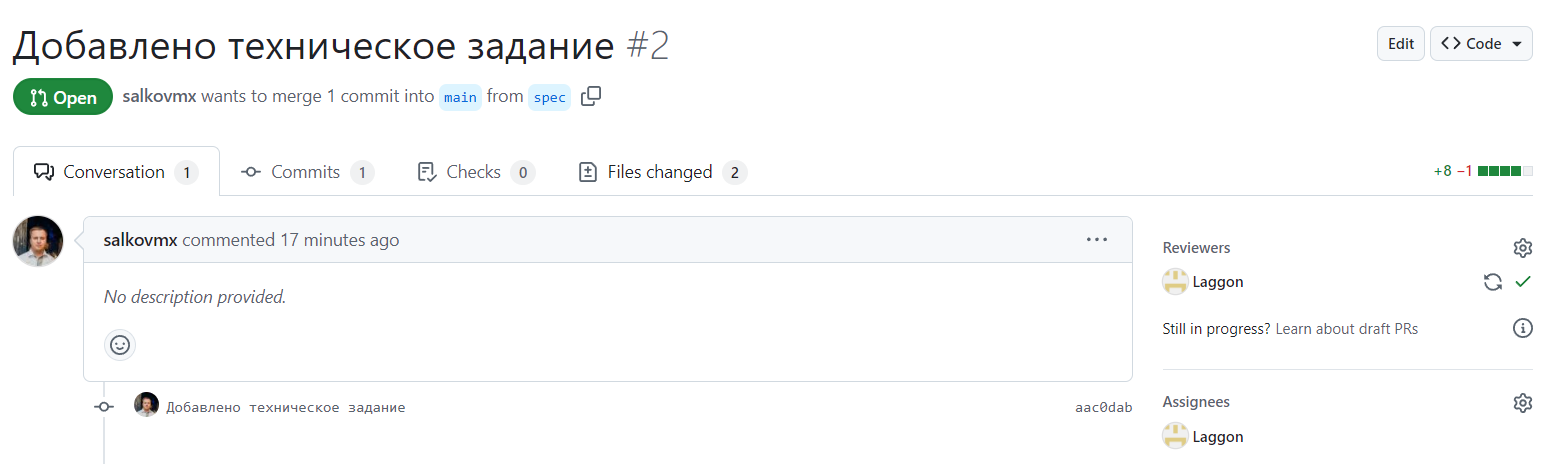 Добавлено техническое задание #2
Edit
Code
Open
salkovmx wants to merge 1 commit into main from spec
Conversation 1
Commits 1
Checks 0
Files changed 2
+8 −1
salkovmx commented 17 minutes ago
No description provided.
Добавлено техническое задание
aac0dab
Reviewers
Laggon
Still in progress? Learn about draft PRs
Assignees
Laggon